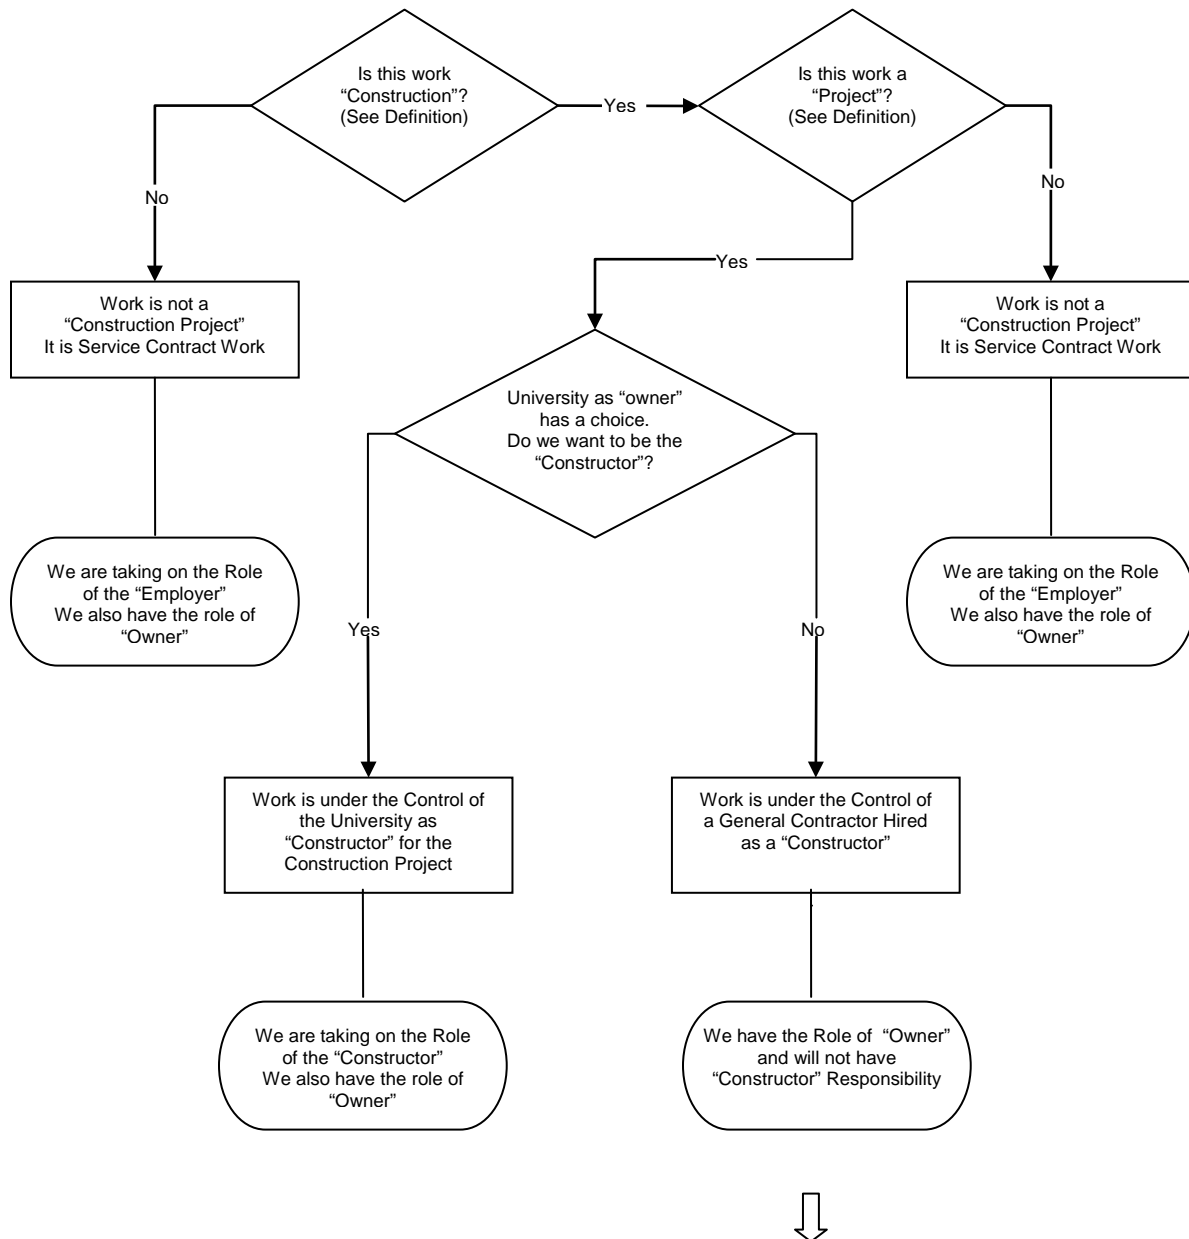 Is this work
“Construction”?
(See Definition)
Yes
Is this work a
“Project”?
(See Definition)
No
No
Yes
Work is not a
“Construction Project”
It is Service Contract Work
Work is not a
“Construction Project”
It is Service Contract Work
University as “owner”
has a choice.
Do we want to be the
“Constructor”?
We are taking on the Role
of the “Employer”
We also have the role of
“Owner”
We are taking on the Role
of the “Employer”
We also have the role of
“Owner”
Yes
No
Work is under the Control of
the University as
“Constructor” for the
Construction Project
Work is under the Control of
a General Contractor Hired
as a “Constructor”
We are taking on the Role
of the “Constructor”
We also have the role of
“Owner”
We have the Role of “Owner”
and will not have
“Constructor” Responsibility